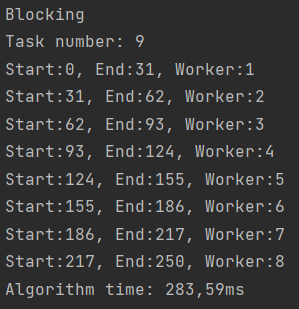 Blocking
Task number: 9
Start:0, End:31, Worker:1
Start:31, End:62, Worker:2
Start:62, End:93, Worker:3
Start:93, End:124, Worker:4
Start:124, End:155, Worker:5
Start:155, End:186, Worker:6
Start:186, End:217, Worker:7
Start:217, End:250, Worker:8
Algorithm time: 283,59ms